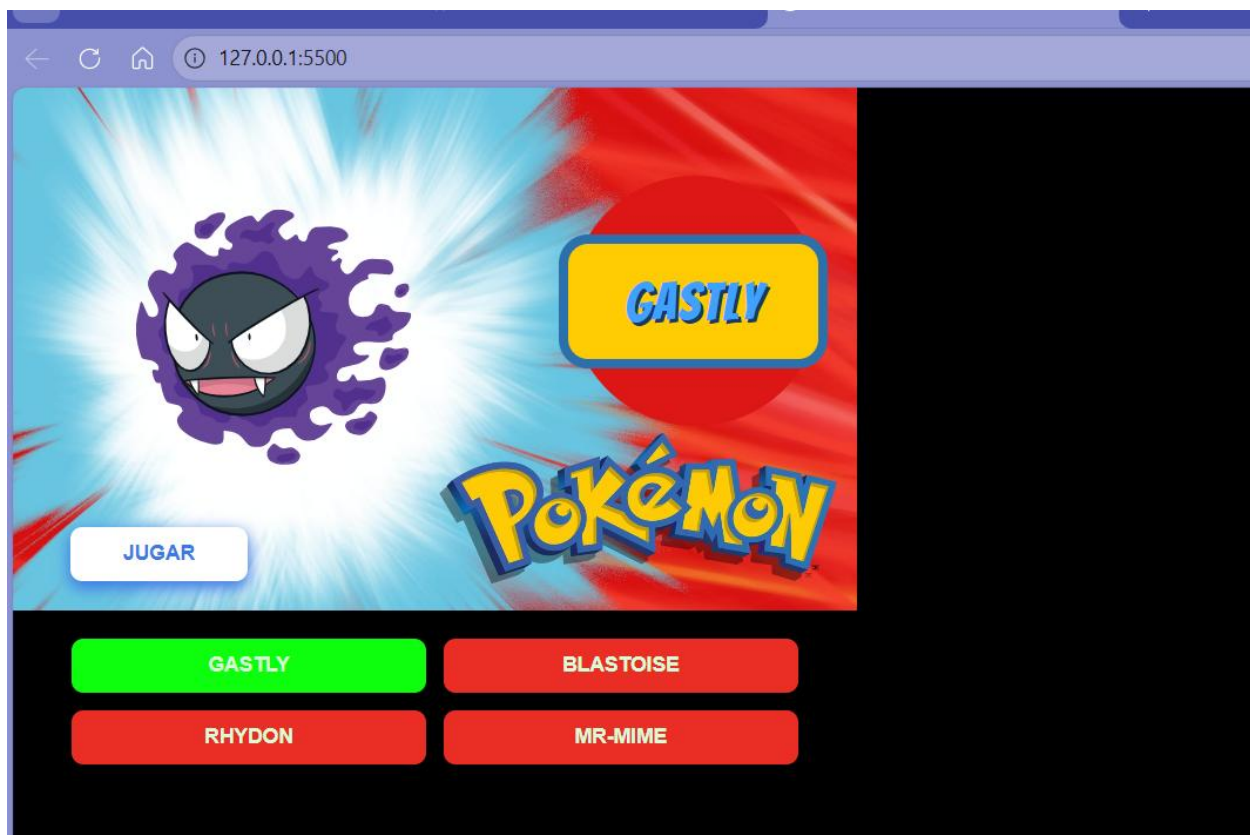 127.0.0.1:5500
GASTLY
POKéMON
JUGAR
GASTLY
BLASTOISE
RHYDON
MR-MIME